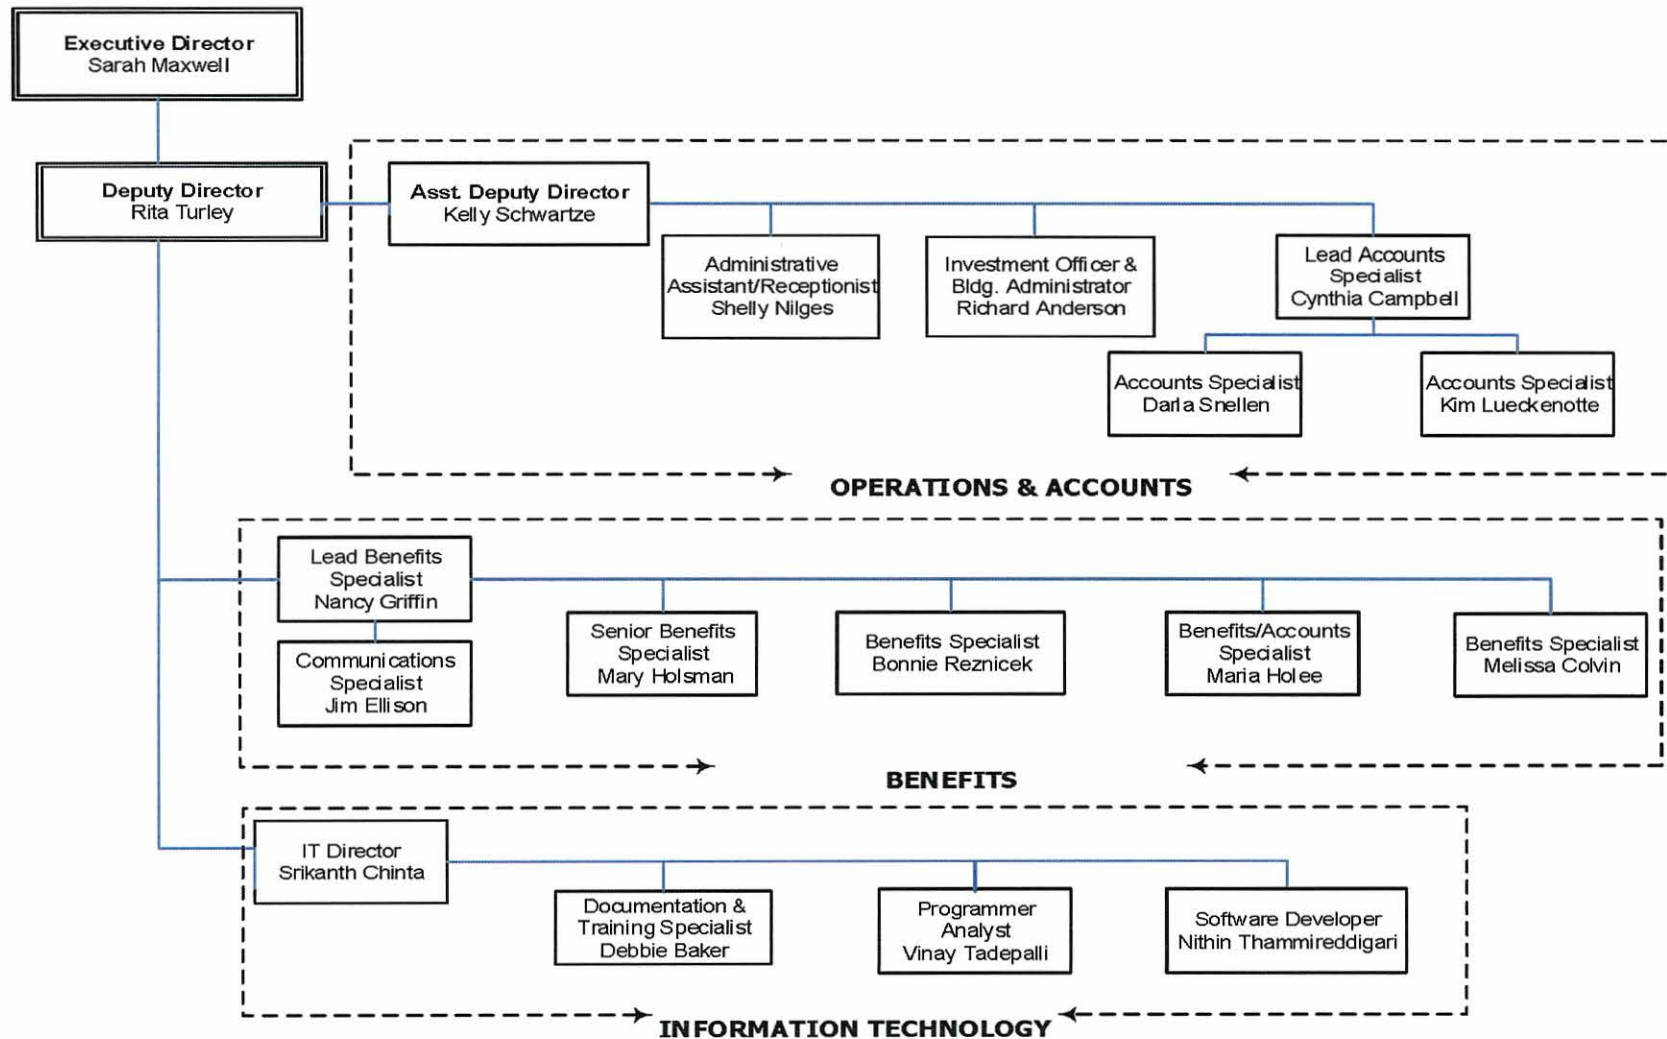 Executive Director
Sarah Maxwell
Deputy Director
Rita Turley
Asst. Deputy Director
Kelly Schwartze
Administrative
Assistant/Receptionist
Shelly Nilges
Investment Officer &
Bldg. Administrator
Richard Anderson
Lead Accounts
Specialist
Cynthia Campbell
Accounts Specialist
Darla Snellen
Accounts Specialist
Kim Lueckenotte
OPERATIONS & ACCOUNTS
Lead Benefits
Specialist
Nancy Griffin
Communications
Specialist
Jim Ellison
Senior Benefits
Specialist
Mary Holsman
Benefits Specialist
Bonnie Reznicek
Benefits/Accounts
Specialist
Maria Holee
Benefits Specialist
Melissa Colvin
BENEFITS
IT Director
Srikanth Chinta
Documentation &
Training Specialist
Debbie Baker
Programmer
Analyst
Vinay Tadepalli
Software Developer
Nithin Thammireddigari
INFORMATION TECHNOLOGY